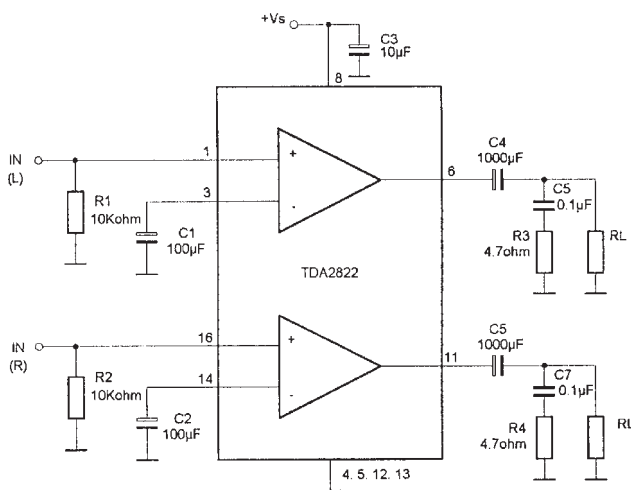 +Vs
C3
10µF
8
IN
(L)
1
+
3
-
R1
10Kohm
C1
100µF
6
C4
1000µF
C5
0.1µF
R3
4.7ohm
RL
TDA2822
IN
(R)
16
+
14
-
R2
10Kohm
C2
100µF
11
C5
1000µF
C7
0.1µF
R4
4.7ohm
RL
4. 5. 12. 13